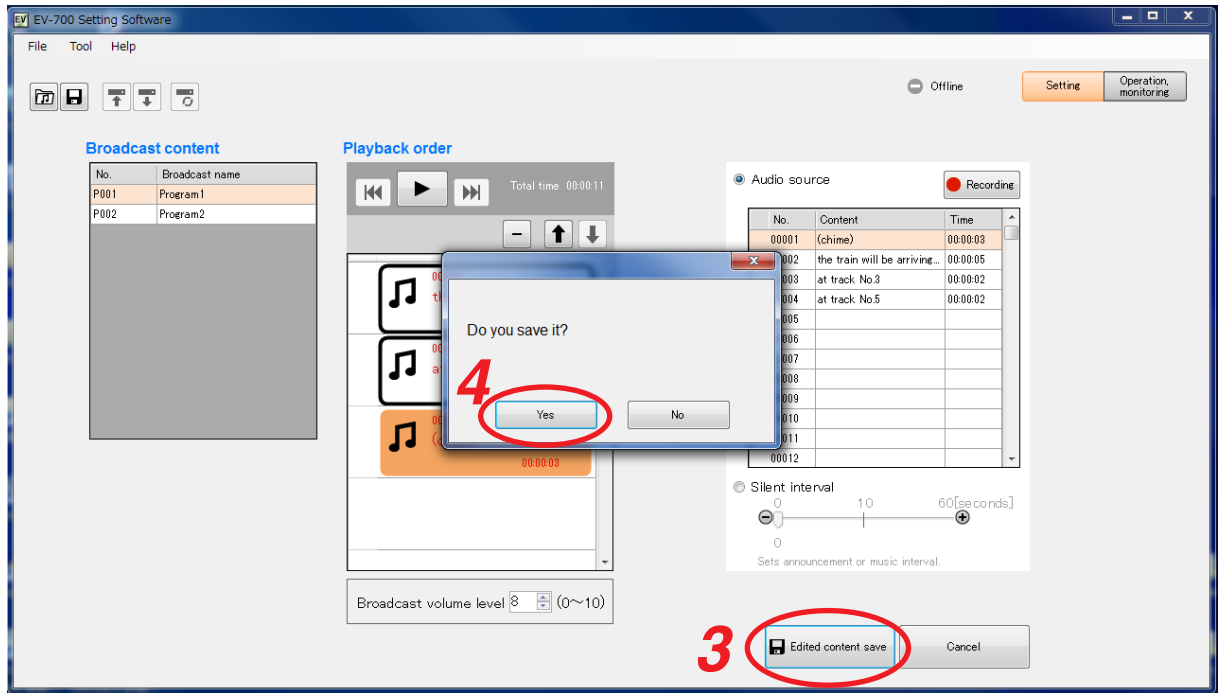 EV EV-700 Setting Software
File Tool Help
Offline
Setting
Operation,
monitoring
Broadcast content
No. Broadcast name
P001 Program1
P002 Program2
Playback order
Total time 00:00:11
00:00:03
Broadcast volume level 8 (0～10)
Audio source
Recording
No. Content Time
00001 (chime) 00:00:03
002 the train will be arriving... 00:00:05
003 at track No.3 00:00:02
004 at track No.5 00:00:02
005
006
007
008
009
010
011
00012
Silent interval
0 10 60[seconds]
0
Sets announcement or music interval.
Do you save it?
4
Yes
No
3
Edited content save
Cancel